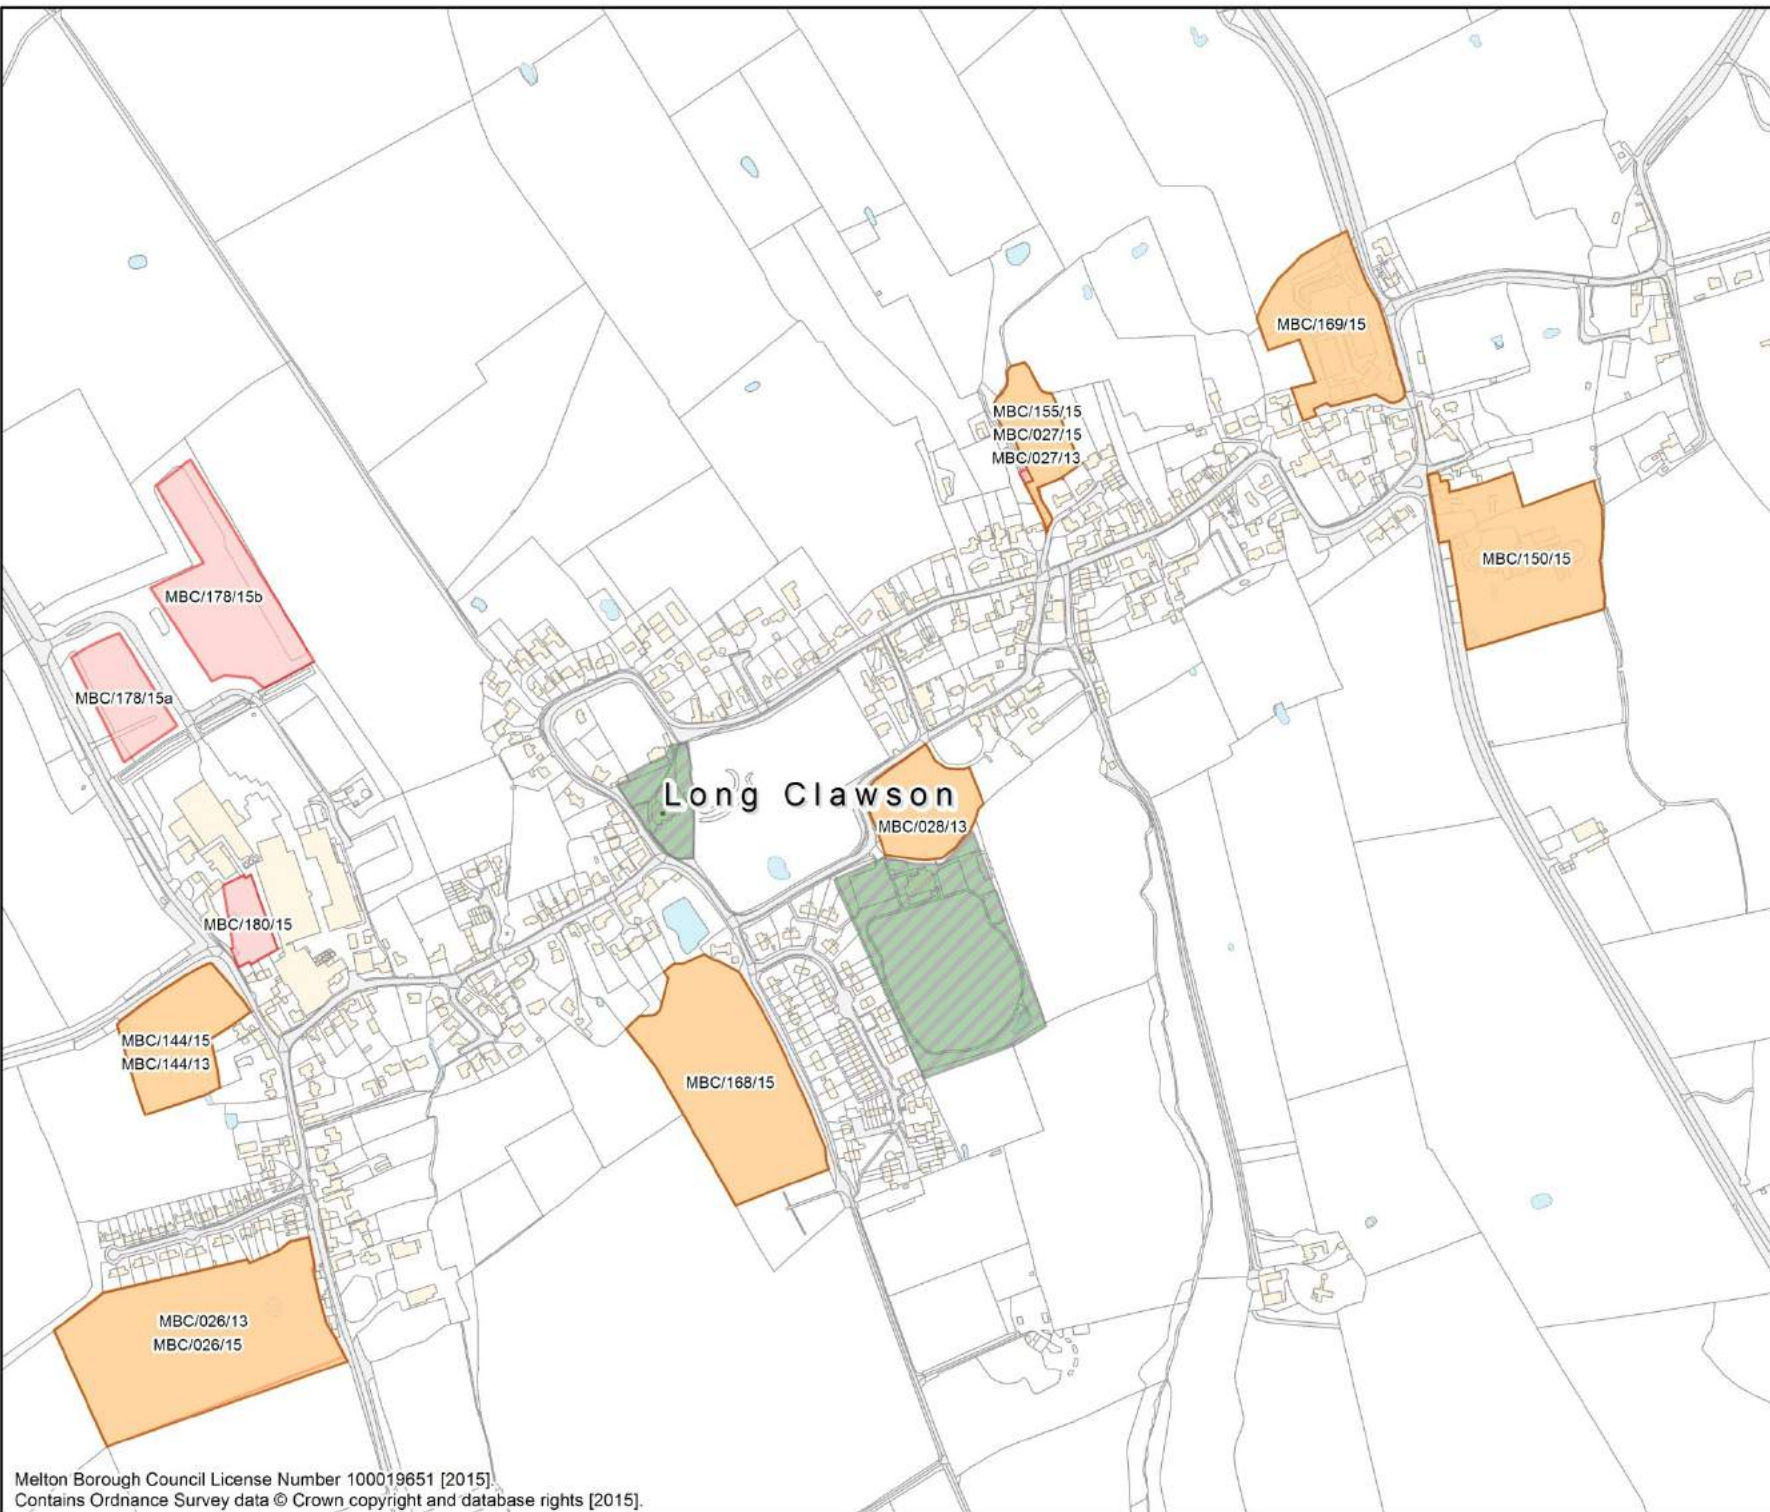 MBC/169/15
MBC/155/15
MBC/027/15
MBC/027/13
MBC/150/15
MBC/178/15b
MBC/178/15a
Long Clawson
MBC/028/13
MBC/180/15
MBC/144/15
MBC/144/13
MBC/168/15
MBC/026/13
MBC/026/15
Melton Borough Council License Number 100019651 [2015].
Contains Ordnance Survey data © Crown copyright and database rights [2015].